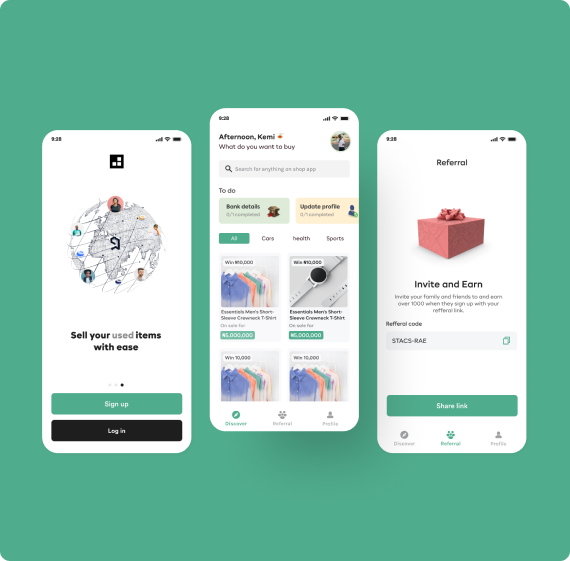 9:28
Sell your used items
with ease
Sign up
Log in
9:28
Afternoon, Kemi
What do you want to buy
Search for anything on shop app
To do
Bank details
0/1 completed
Update profile
0/1 completed
All
Cars
health
Sports
Win ₦10,000
Essentials Men's Short-
Sleeve Crewneck T-Shirt
On sale for
₦5,000,000
Win ₦10,000
Essentials Men's Short-
Sleeve Crewneck T-Shirt
On sale for
₦5,000,000
Win 10,000
Win 10,000
Discover
Referral
Profile
9:28
Referral
Invite and Earn
Invite your family and friends to and earn
over 1000 when they sign up with your
refferal link.
Refferal code
STACS-RAE
Share link
Discover
Referral
Profile